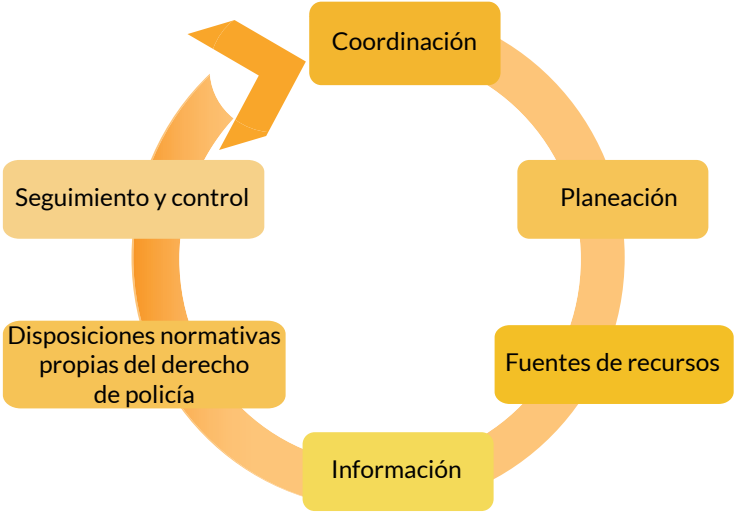 Coordinación
Planeación
Fuentes de recursos
Información
Disposiciones normativas
propias del derecho
de policía
Seguimiento y control